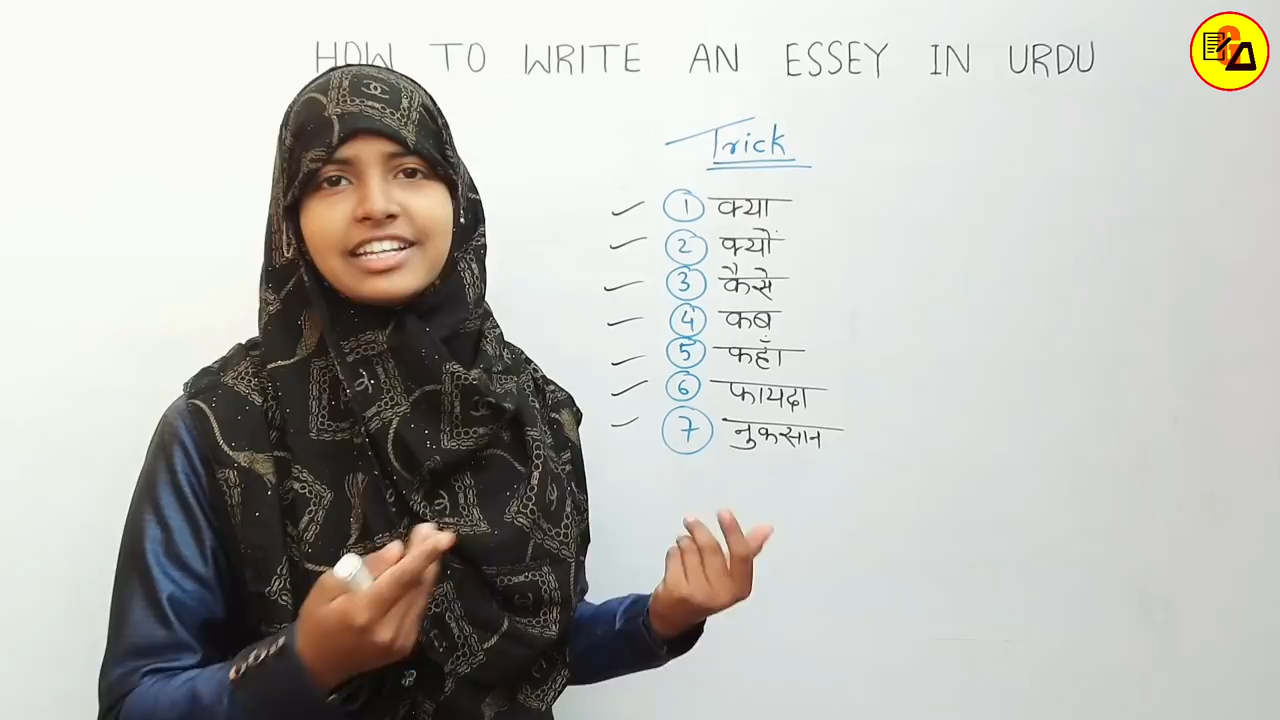 HOW TO WRITE AN ESSEY IN URDU
Trick
1 क्या
2 क्यों
3 कैसे
4 कब
5 कहाँ
6 फायदा
7 नुकसान